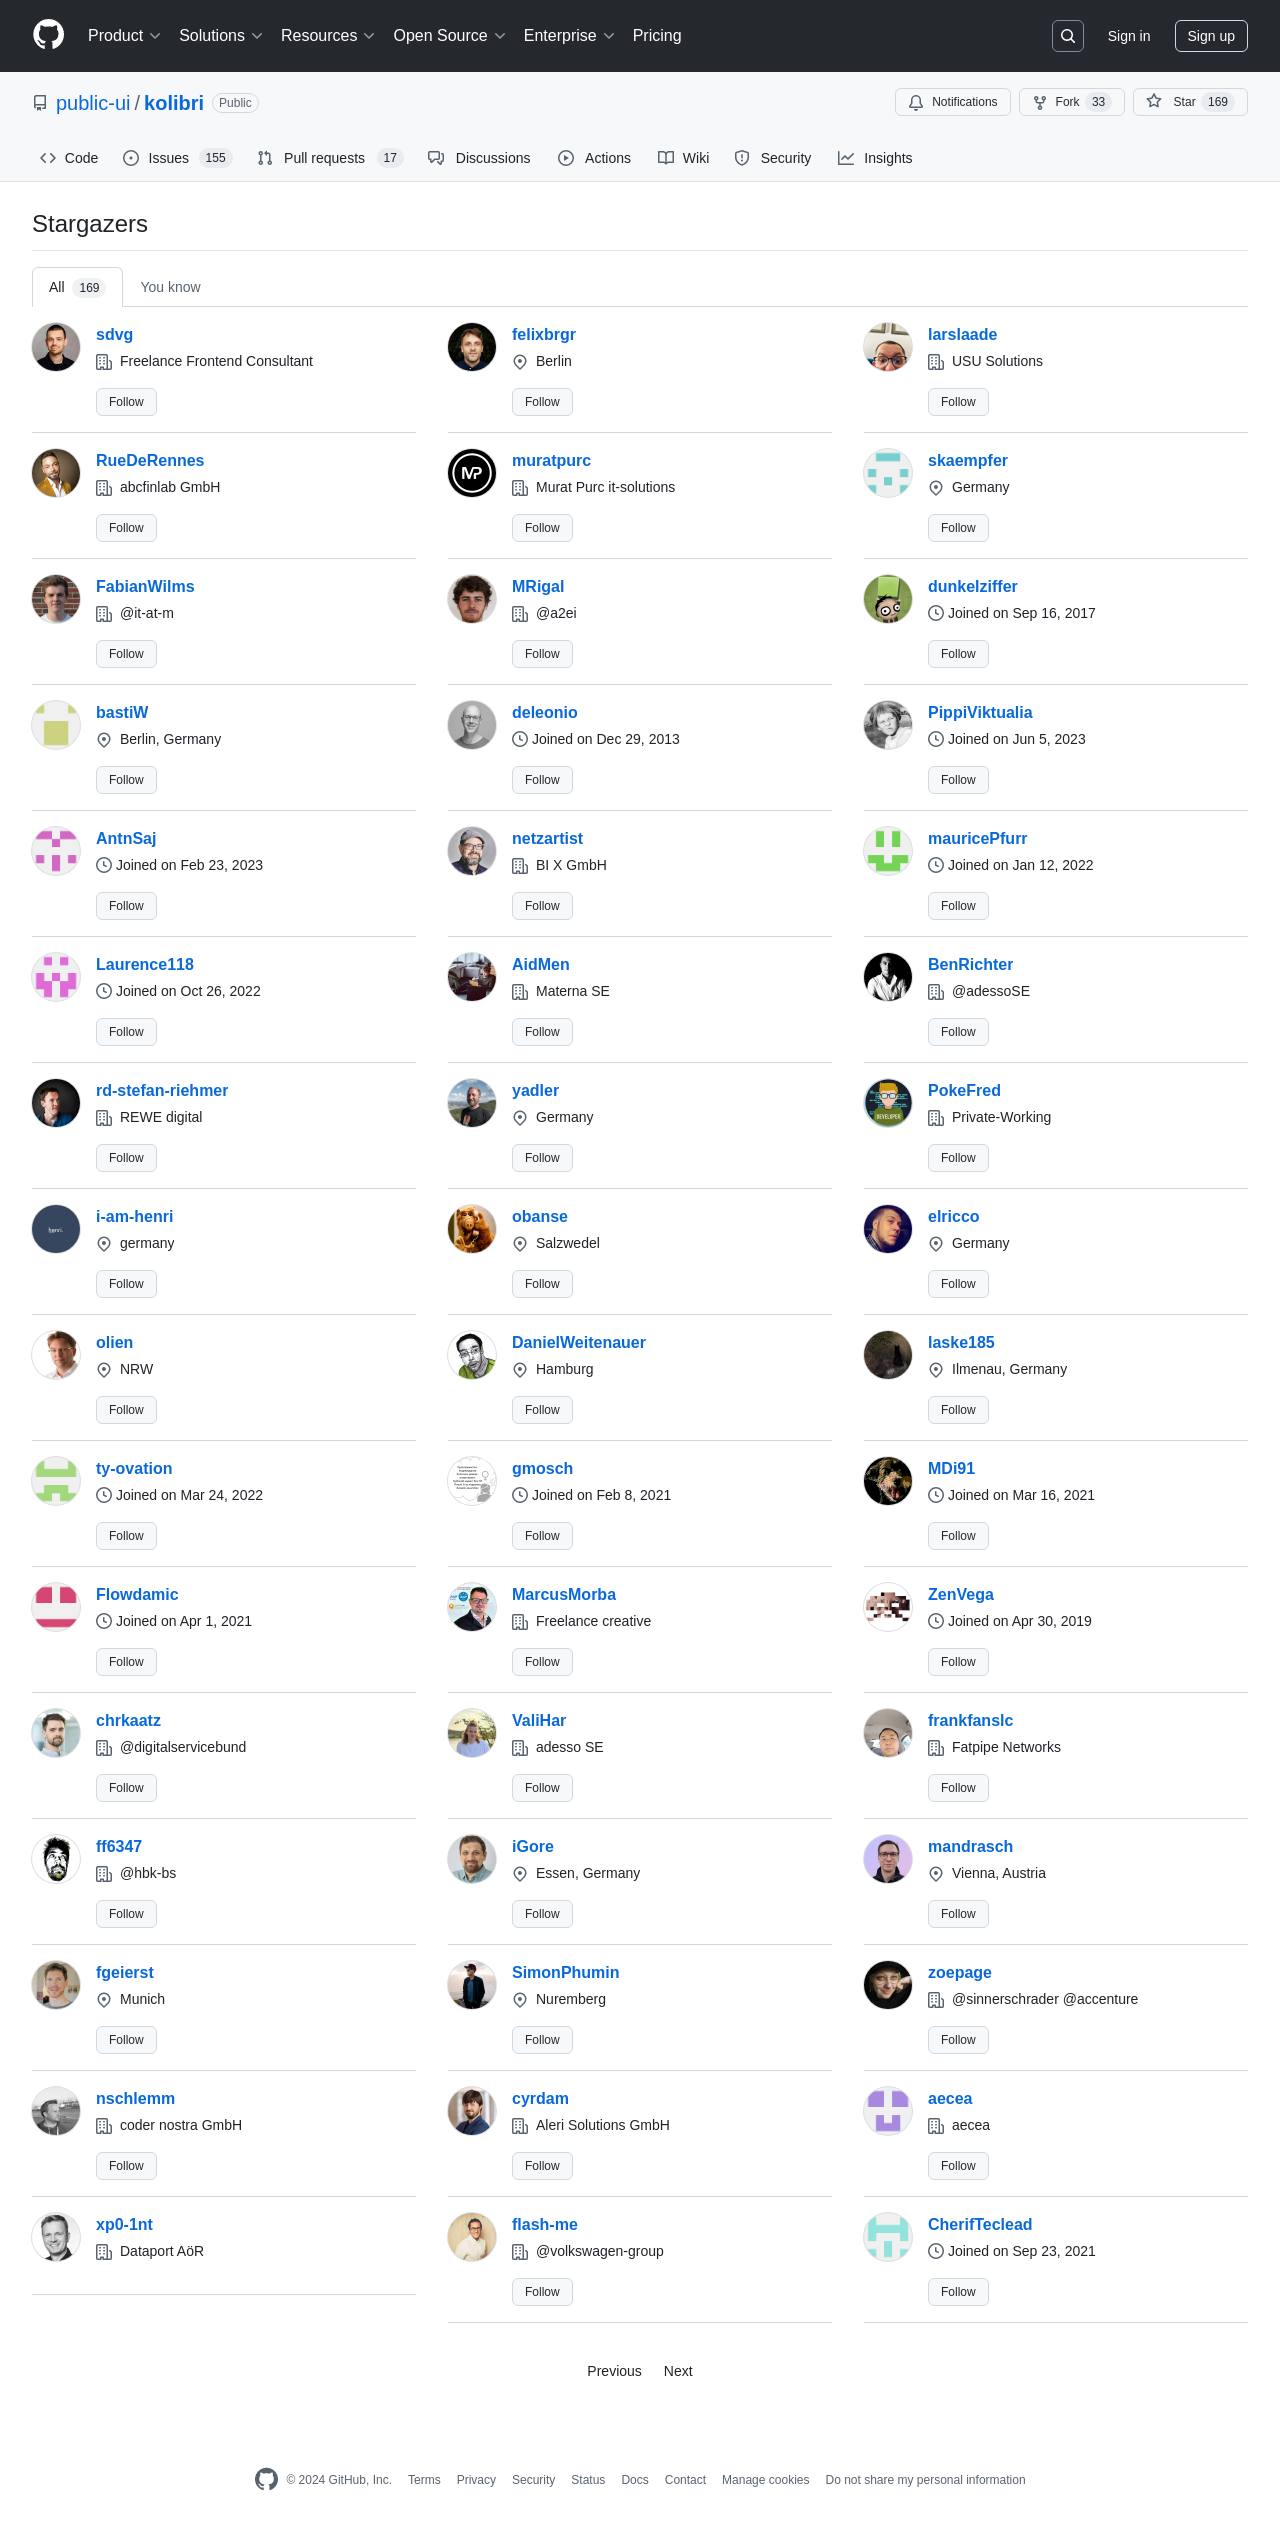 Product Solutions Resources Open Source Enterprise Pricing Sign in Sign up
public-ui / kolibri Public Notifications Fork 33 Star 169
Code Issues 155 Pull requests 17 Discussions Actions Wiki Security Insights
Stargazers
All 169 You know
sdvg felixbrgr larslaade
Freelance Frontend Consultant Berlin USU Solutions
Follow Follow Follow
RueDeRennes muratpurc skaempfer
abcfinlab GmbH Murat Purc it-solutions Germany
Follow Follow Follow
FabianWilms MRigal dunkelziffer
@it-at-m @a2ei Joined on Sep 16, 2017
Follow Follow Follow
bastiW deleonio PippiViktualia
Berlin, Germany Joined on Dec 29, 2013 Joined on Jun 5, 2023
Follow Follow Follow
AntnSaj netzartist mauricePfurr
Joined on Feb 23, 2023 BI X GmbH Joined on Jan 12, 2022
Follow Follow Follow
Laurence118 AidMen BenRichter
Joined on Oct 26, 2022 Materna SE @adessoSE
Follow Follow Follow
rd-stefan-riehmer yadler PokeFred
REWE digital Germany Private-Working
Follow Follow Follow
i-am-henri obanse elricco
germany Salzwedel Germany
Follow Follow Follow
olien DanielWeitenauer laske185
NRW Hamburg Ilmenau, Germany
Follow Follow Follow
ty-ovation gmosch MDi91
Joined on Mar 24, 2022 Joined on Feb 8, 2021 Joined on Mar 16, 2021
Follow Follow Follow
Flowdamic MarcusMorba ZenVega
Joined on Apr 1, 2021 Freelance creative Joined on Apr 30, 2019
Follow Follow Follow
chrkaatz ValiHar frankfanslc
@digitalservicebund adesso SE Fatpipe Networks
Follow Follow Follow
ff6347 iGore mandrasch
@hbk-bs Essen, Germany Vienna, Austria
Follow Follow Follow
fgeierst SimonPhumin zoepage
Munich Nuremberg @sinnerschrader @accenture
Follow Follow Follow
nschlemm cyrdam aecea
coder nostra GmbH Aleri Solutions GmbH aecea
Follow Follow Follow
xp0-1nt flash-me CherifTeclead
Dataport AöR @volkswagen-group Joined on Sep 23, 2021
Follow Follow
Previous Next
© 2024 GitHub, Inc. Terms Privacy Security Status Docs Contact Manage cookies Do not share my personal information